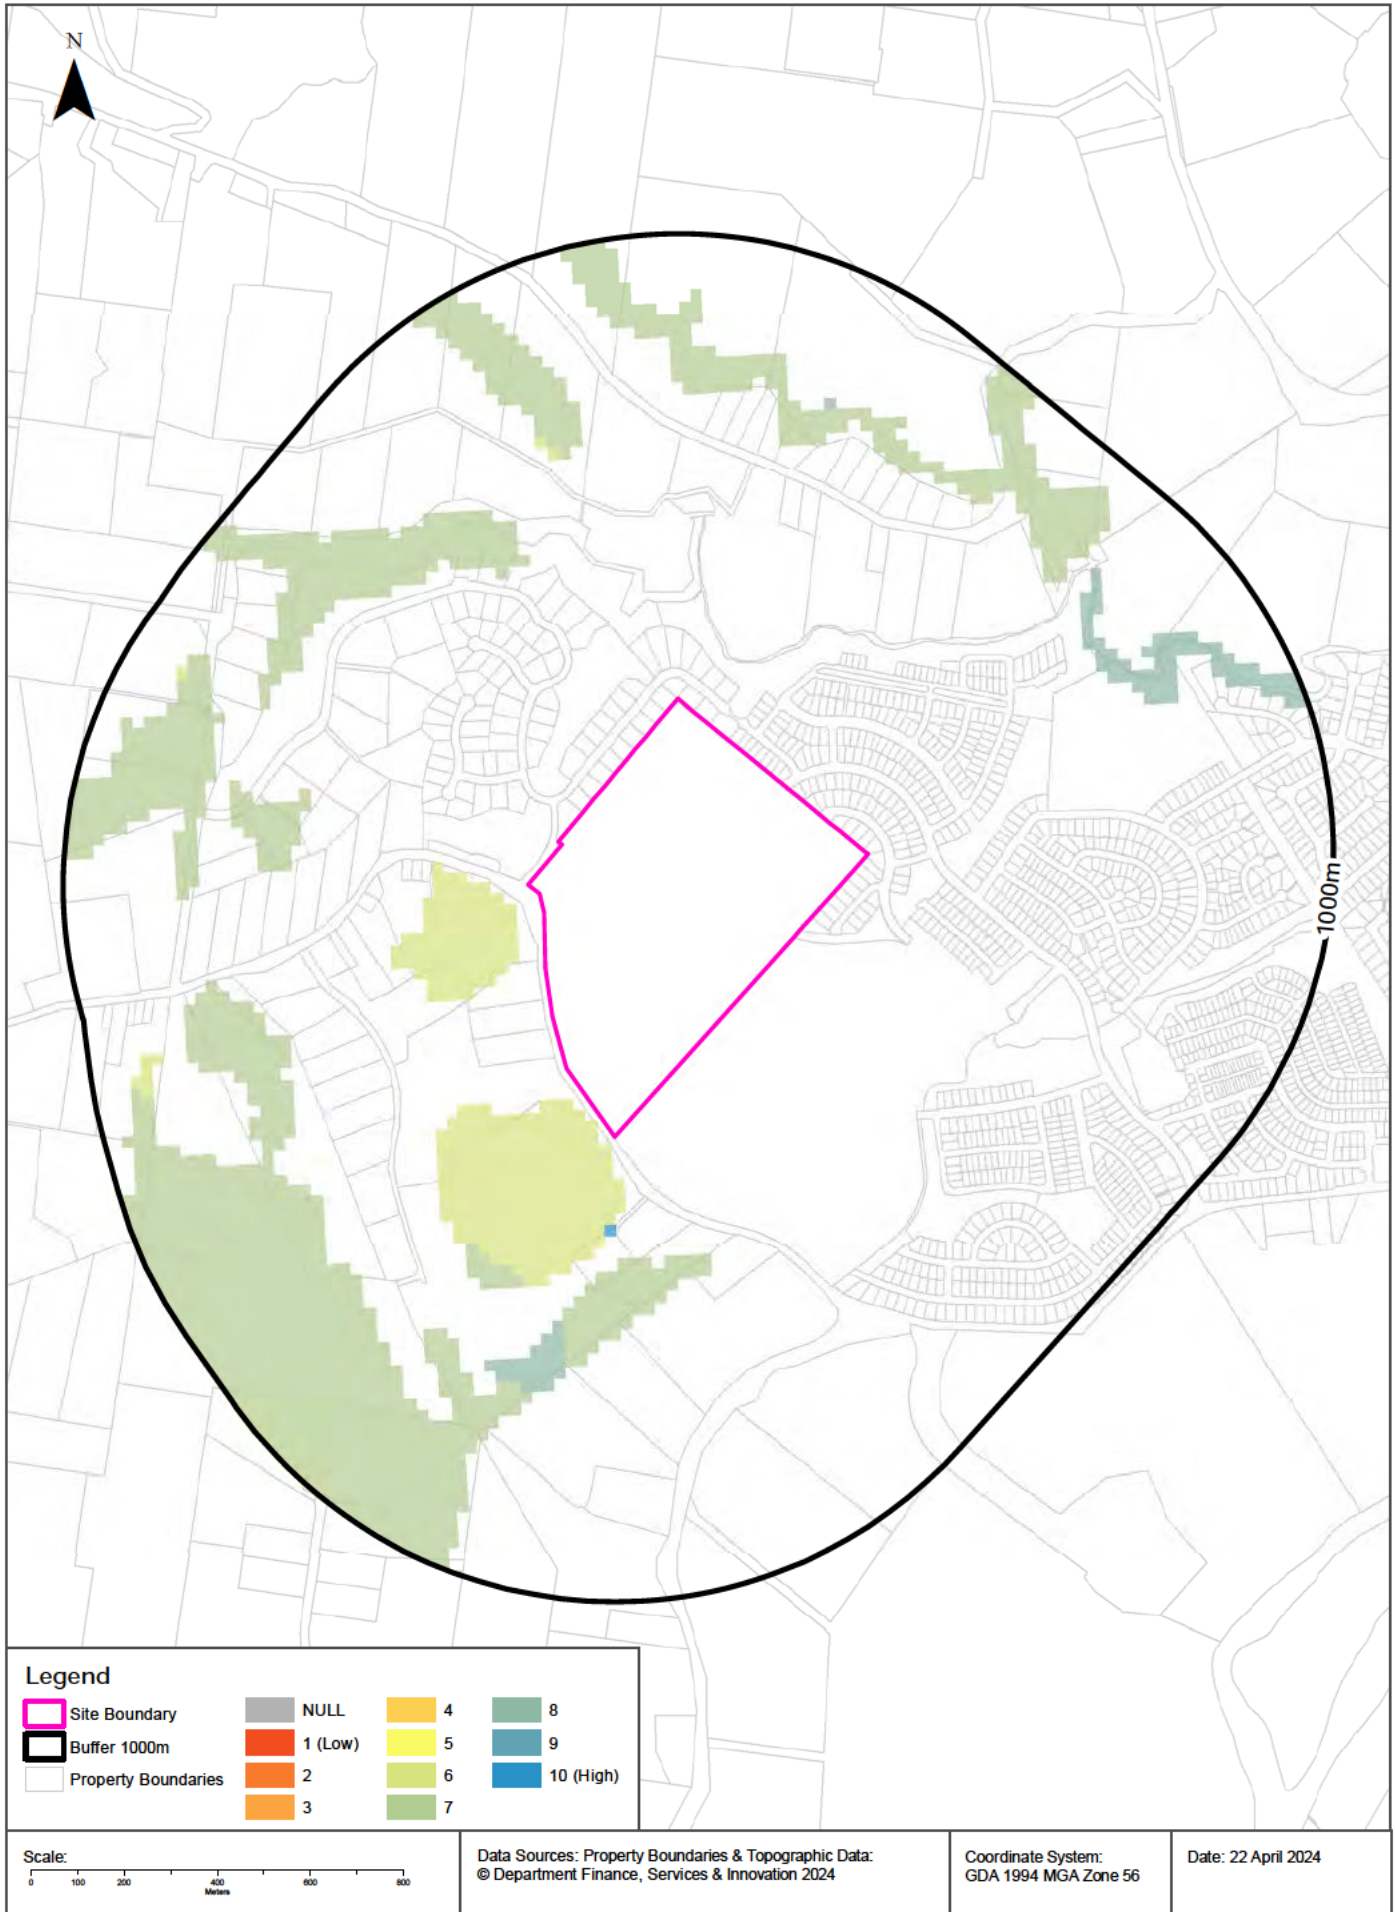 N
1000m
Legend
Site Boundary
Buffer 1000m
Property Boundaries
NULL
1 (Low)
2
3
4
5
6
7
8
9
10 (High)
Scale:
0 100 200 400 600 800
Meters
Data Sources: Property Boundaries & Topographic Data:
© Department Finance, Services & Innovation 2024
Coordinate System:
GDA 1994 MGA Zone 56
Date: 22 April 2024